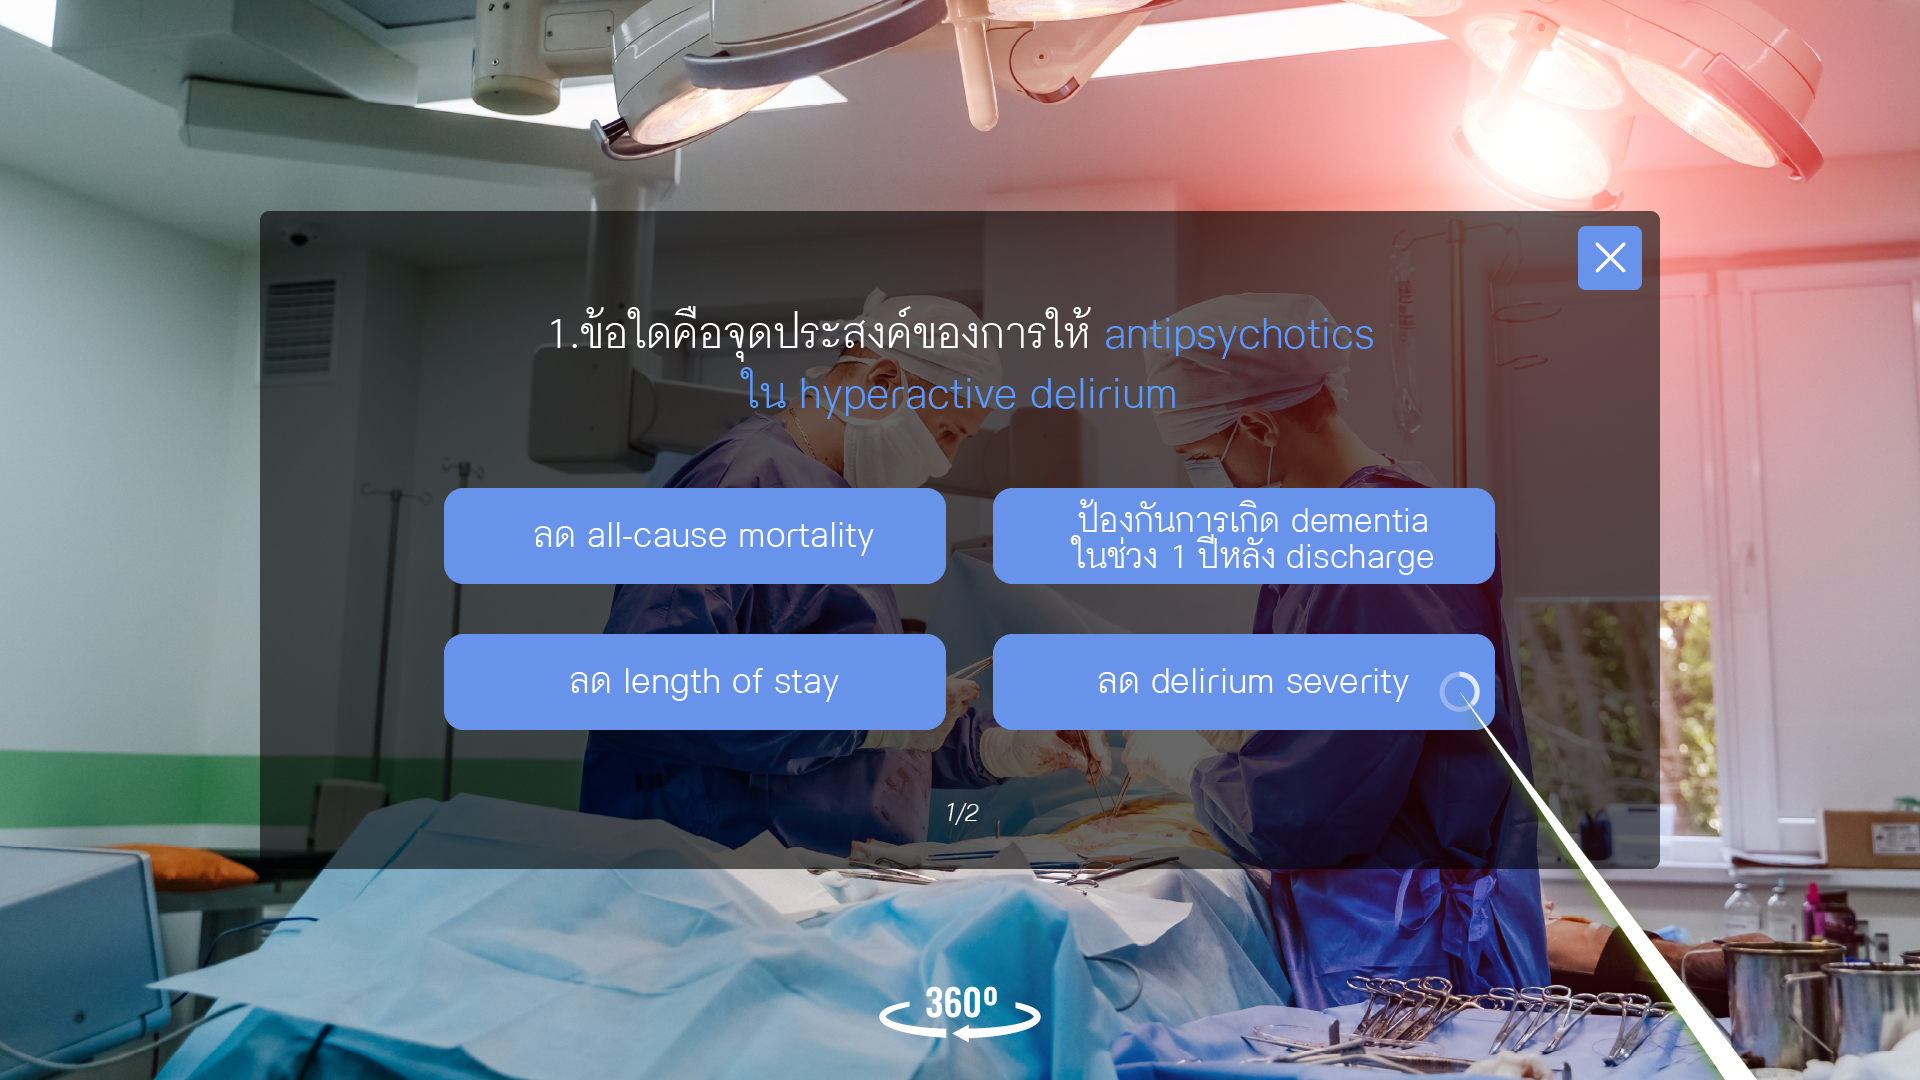 1.ข้อใดคือจุดประสงค์ของการให้ antipsychotics
ใน hyperactive delirium
ลด all-cause mortality
ป้องกันการเกิด dementia
ในช่วง 1 ปีหลัง discharge
ลด length of stay
ลด delirium severity
1/2
360º